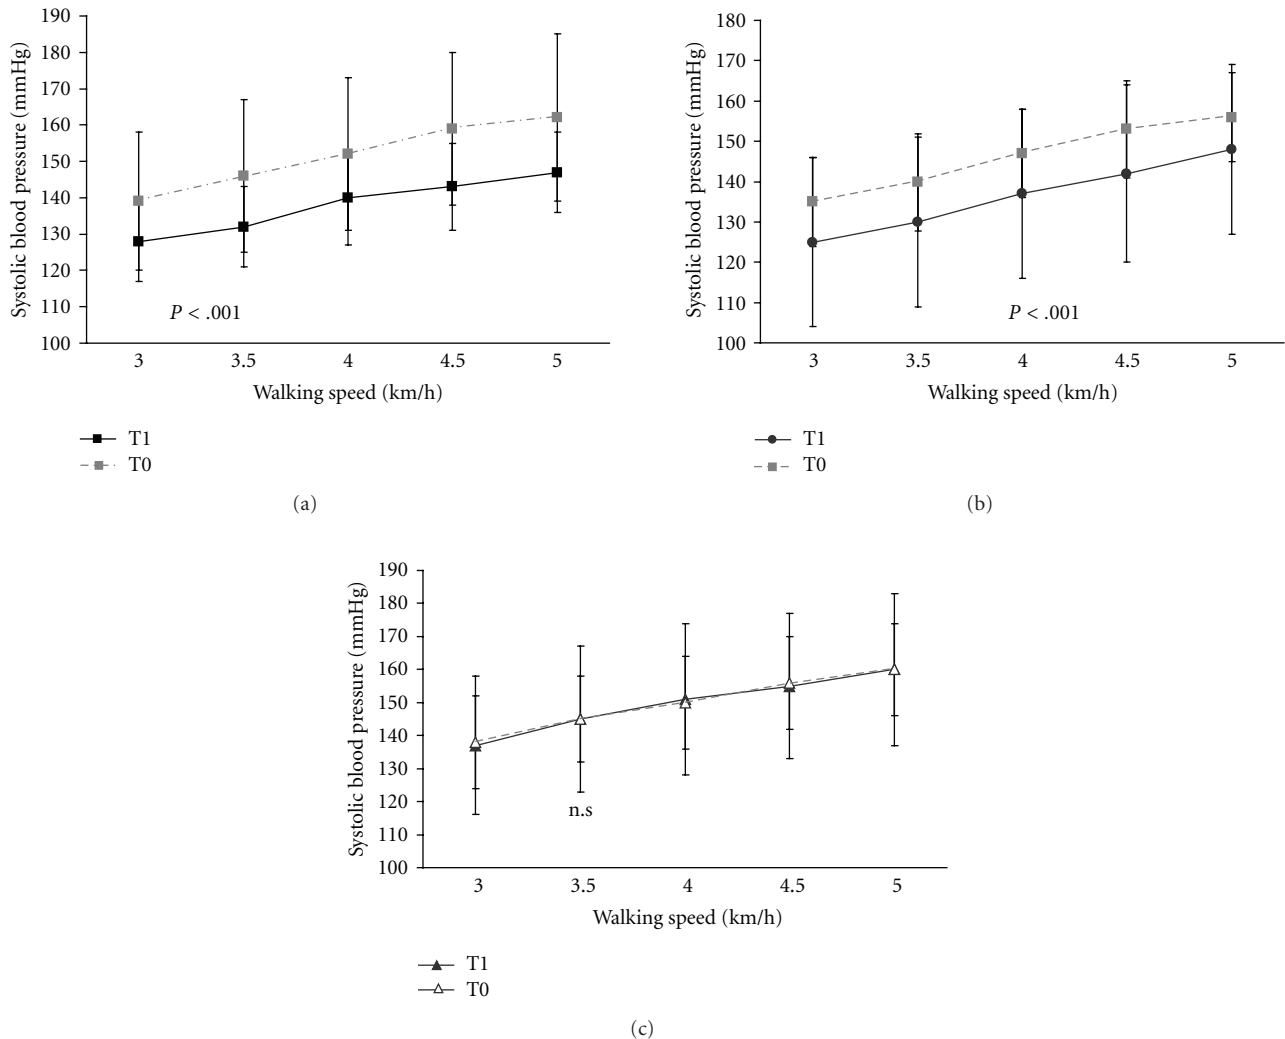 Systolic blood pressure (mmHg)
190
180
170
160
150
140
130
120
110
100
P < .001
3 3.5 4 4.5 5
Walking speed (km/h)
T1
T0
(a)
Systolic blood pressure (mmHg)
180
170
160
150
140
130
120
110
100
P < .001
3 3.5 4 4.5 5
Walking speed (km/h)
T1
T0
(b)
Systolic blood pressure (mmHg)
190
180
170
160
150
140
130
120
110
100
n.s
3 3.5 4 4.5 5
Walking speed (km/h)
T1
T0
(c)